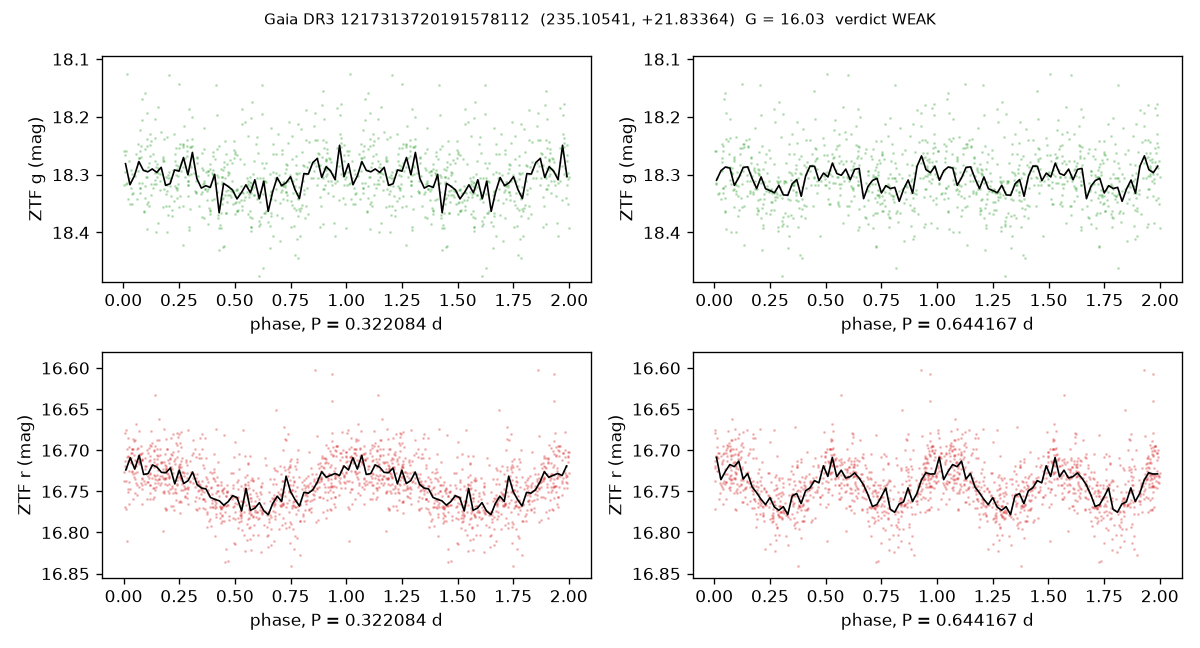 Gaia DR3 1217313720191578112  (235.10541, +21.83364)  G = 16.03  verdict WEAK
ZTF g (mag)
18.1
18.2
18.3
18.4
0.00 0.25 0.50 0.75 1.00 1.25 1.50 1.75 2.00
phase, P = 0.322084 d
ZTF g (mag)
18.1
18.2
18.3
18.4
0.00 0.25 0.50 0.75 1.00 1.25 1.50 1.75 2.00
phase, P = 0.644167 d
ZTF r (mag)
16.60
16.65
16.70
16.75
16.80
16.85
0.00 0.25 0.50 0.75 1.00 1.25 1.50 1.75 2.00
phase, P = 0.322084 d
ZTF r (mag)
16.60
16.65
16.70
16.75
16.80
16.85
0.00 0.25 0.50 0.75 1.00 1.25 1.50 1.75 2.00
phase, P = 0.644167 d